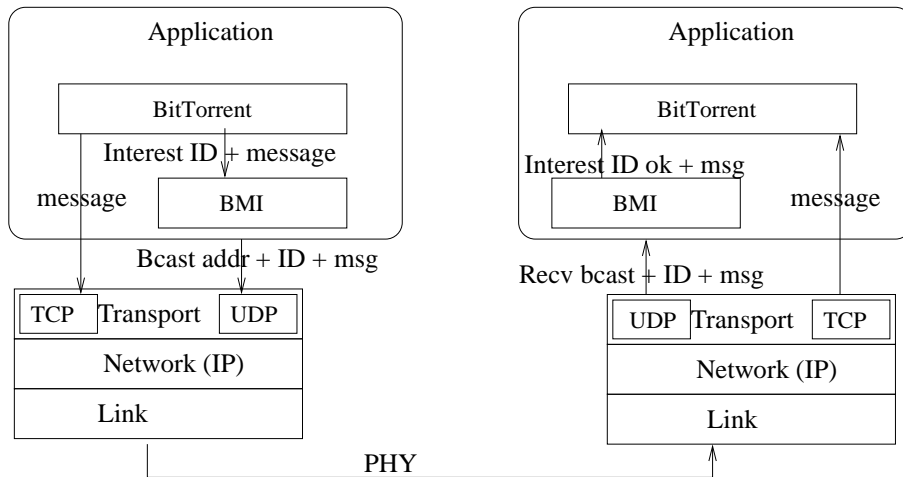 Application
BitTorrent
Interest ID + message
message
BMI
Bcast addr + ID + msg
TCP
Transport
UDP
Network (IP)
Link
PHY
Application
BitTorrent
Interest ID ok + msg
BMI
message
Recv bcast + ID + msg
UDP
Transport
TCP
Network (IP)
Link